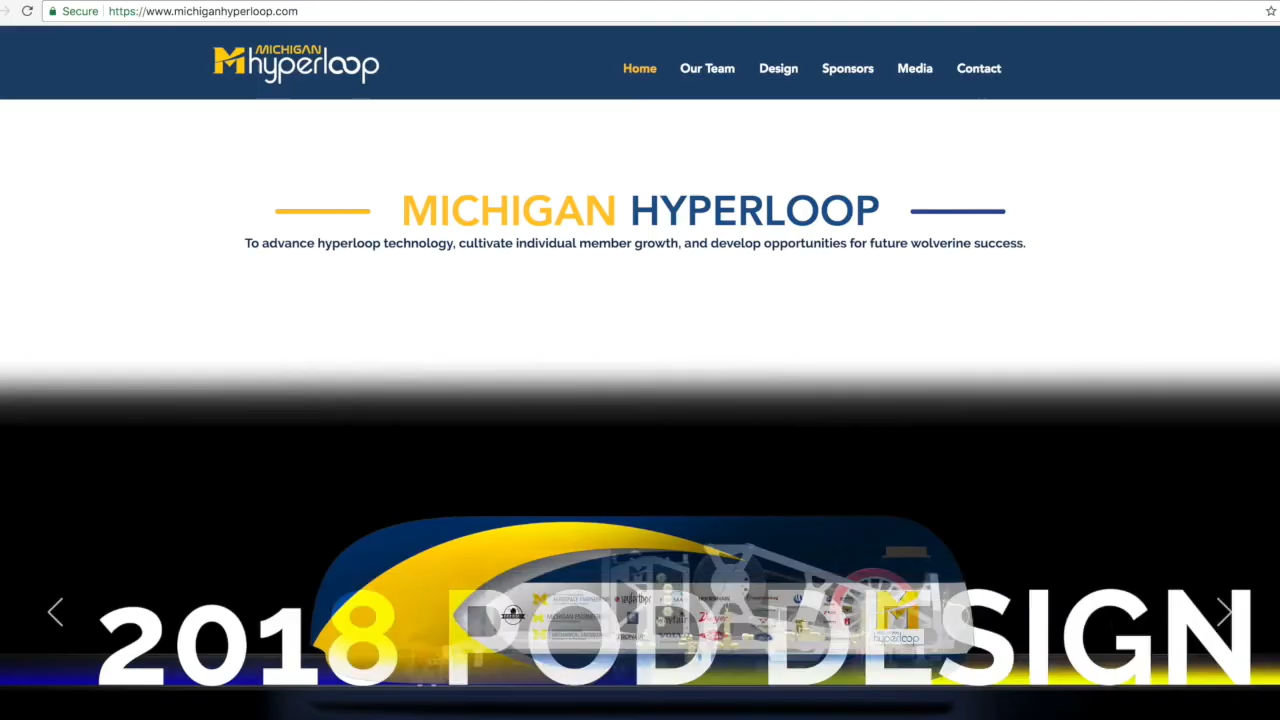 Secure
https://www.michiganhyperloop.com
MICHIGAN
hyperloop
Home Our Team Design Sponsors Media Contact
MICHIGAN HYPERLOOP
To advance hyperloop technology, cultivate individual member growth, and develop opportunities for future wolverine success.
2018 POD DESIGN